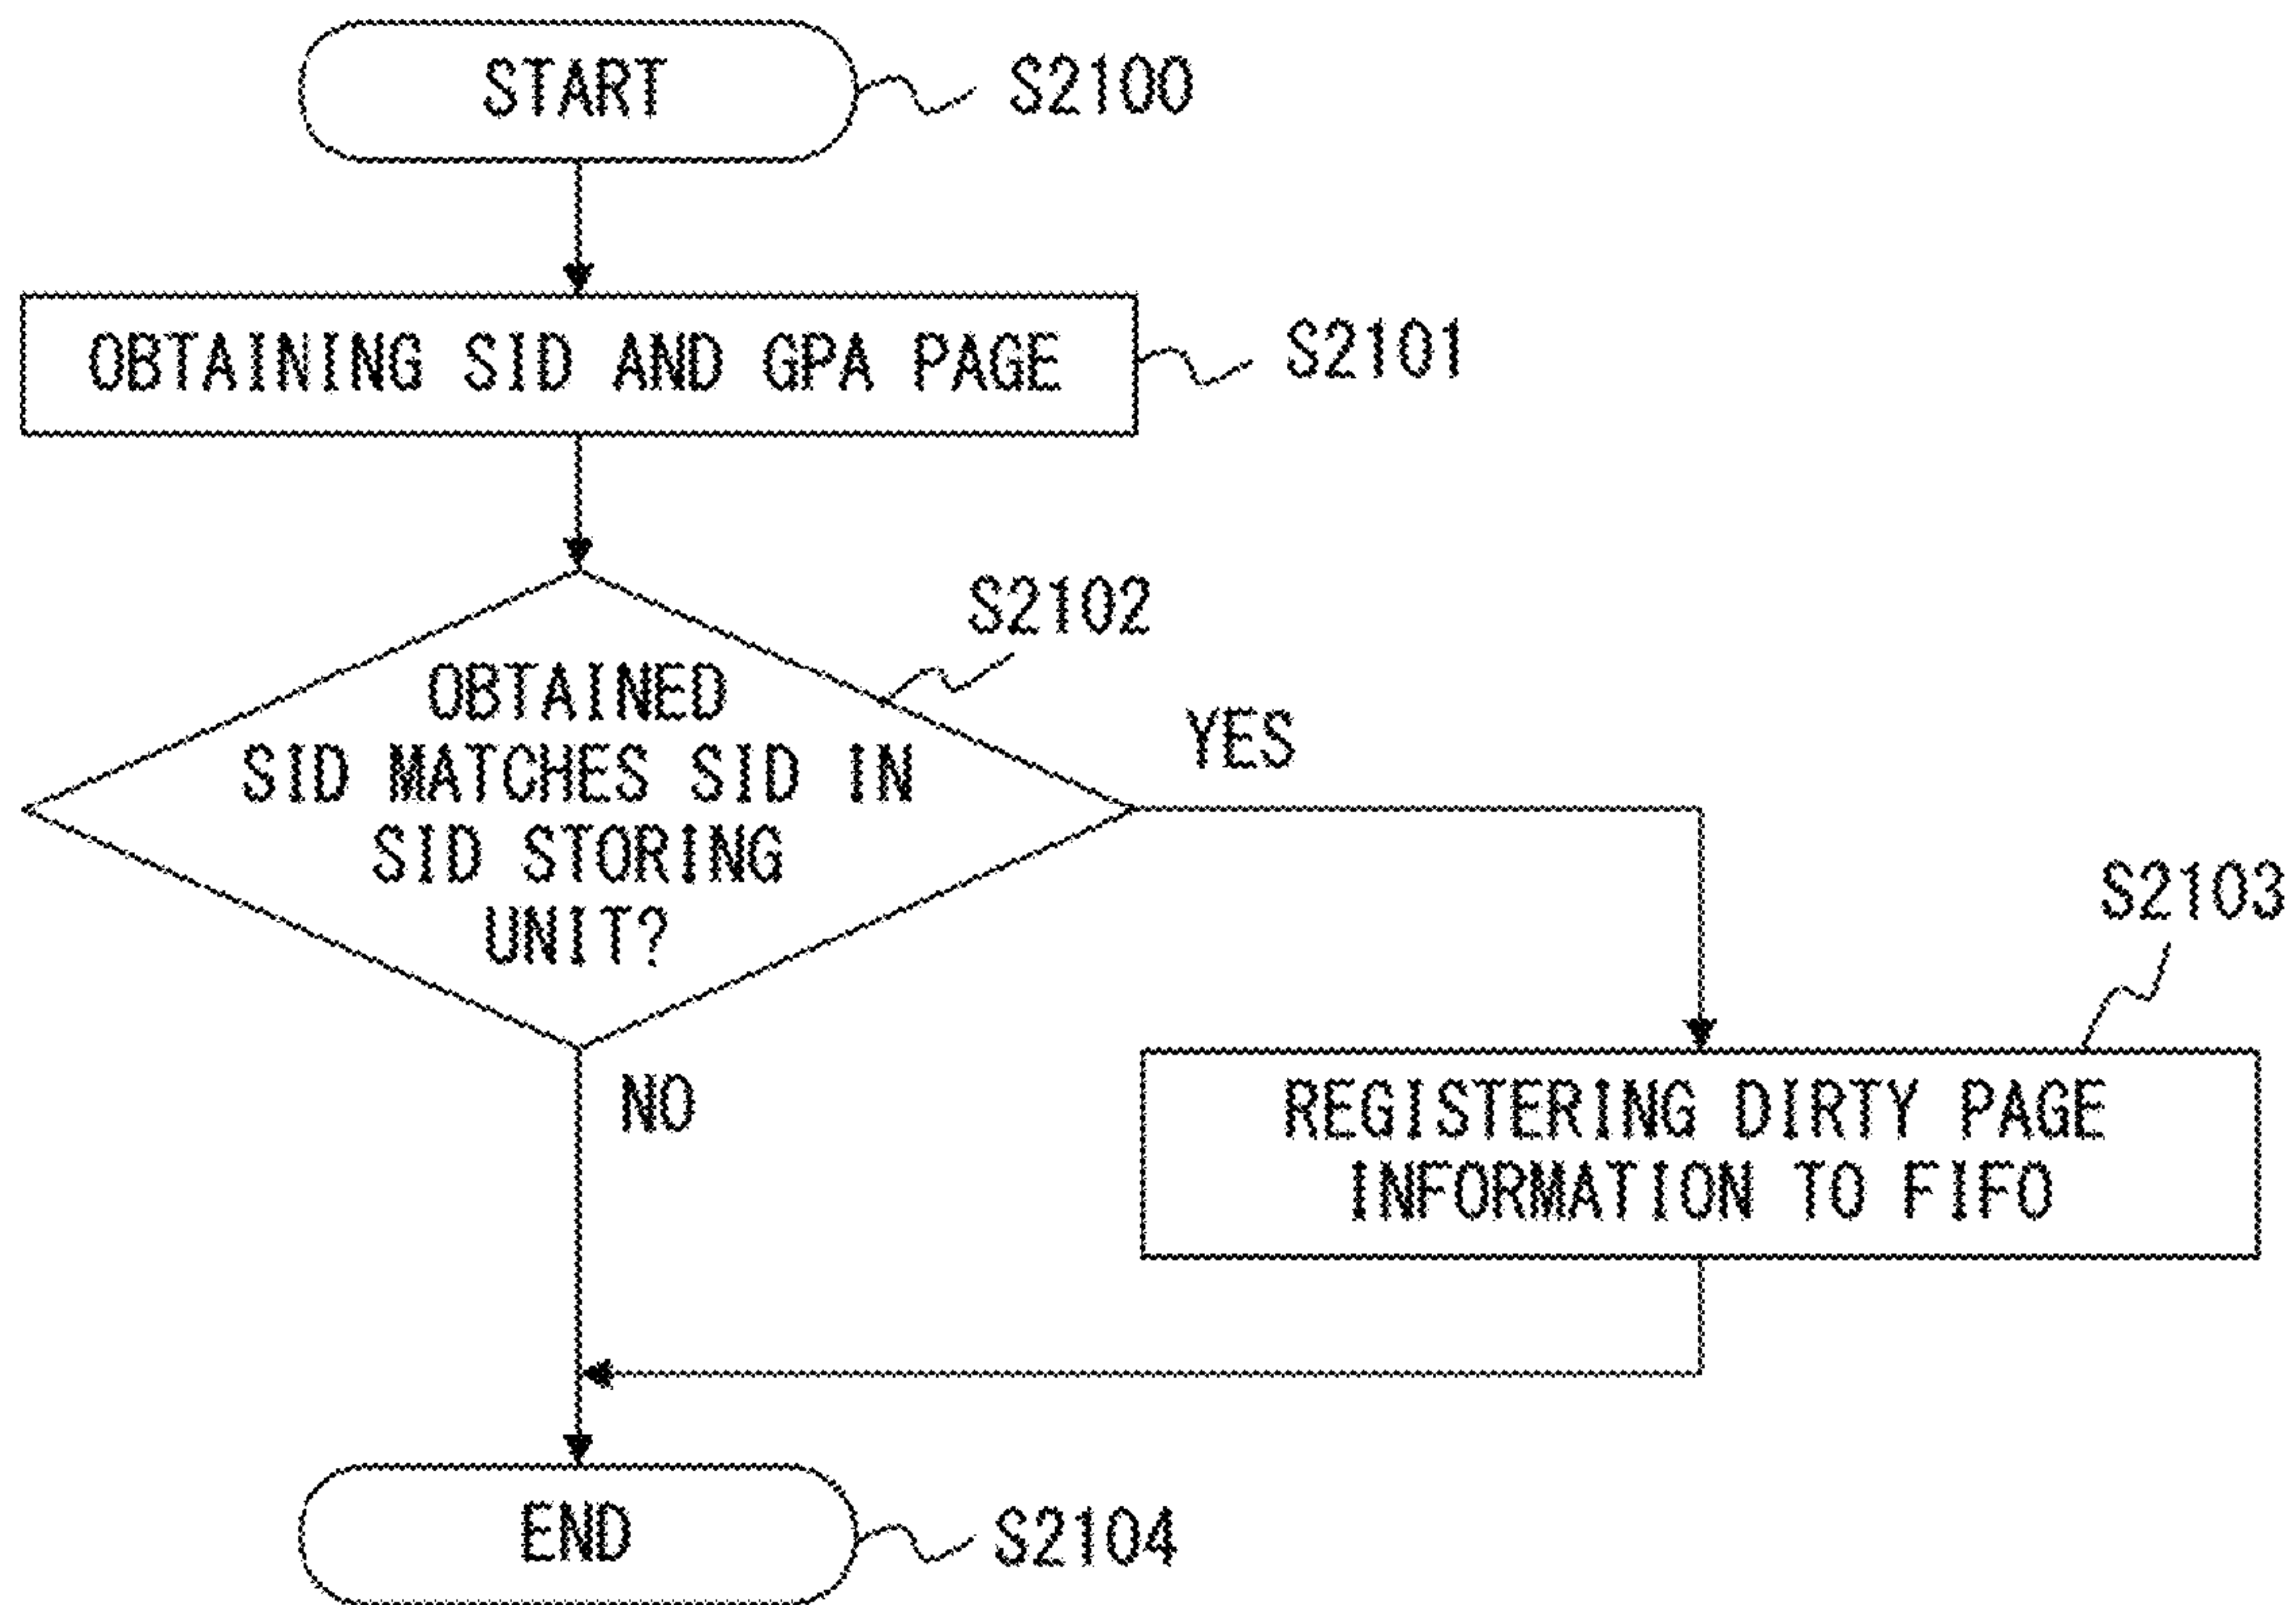 START
S2100
OBTAINING SID AND GPA PAGE
S2101
S2102
OBTAINED
SID MATCHES SID IN
SID STORING
UNIT?
YES
NO
S2103
REGISTERING DIRTY PAGE
INFORMATION TO FIFO
END
S2104